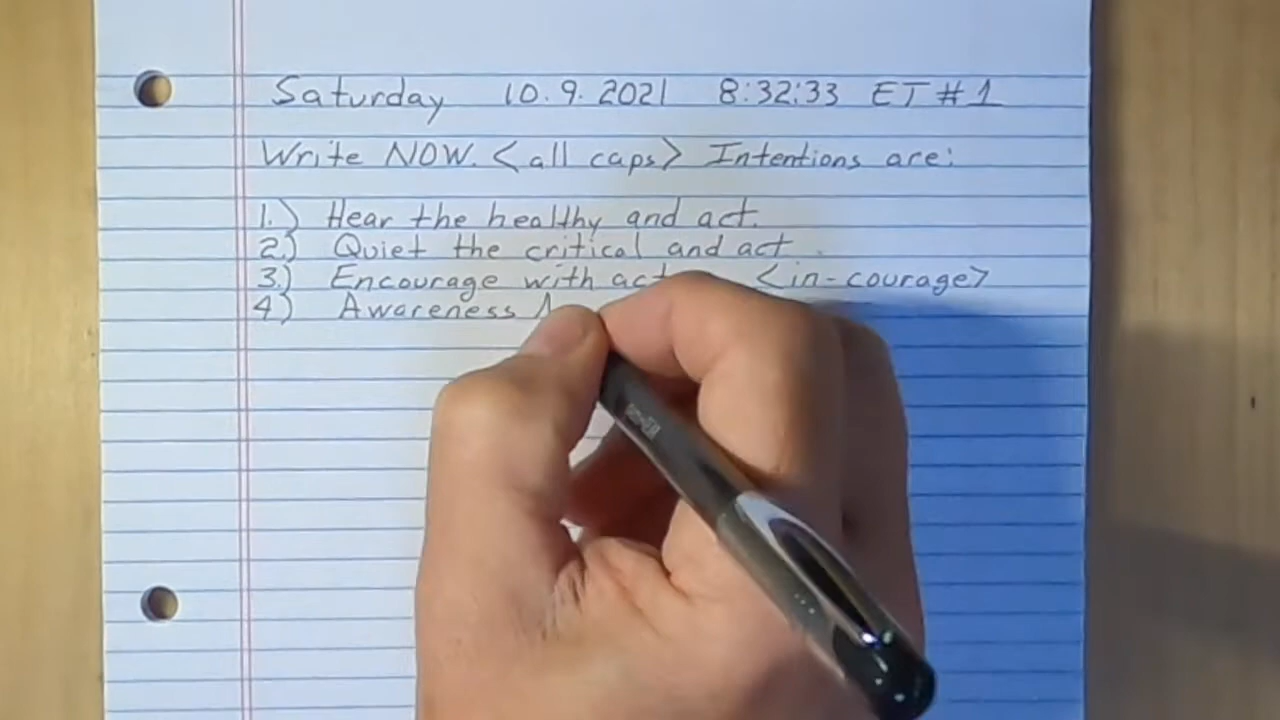 Saturday 10.9.2021 8:32:33 ET #1
Write NOW. <all caps> Intentions are:
1.) Hear the healthy and act.
2.) Quiet the critical and act.
3.) Encourage with <in-courage>
4.) Awareness